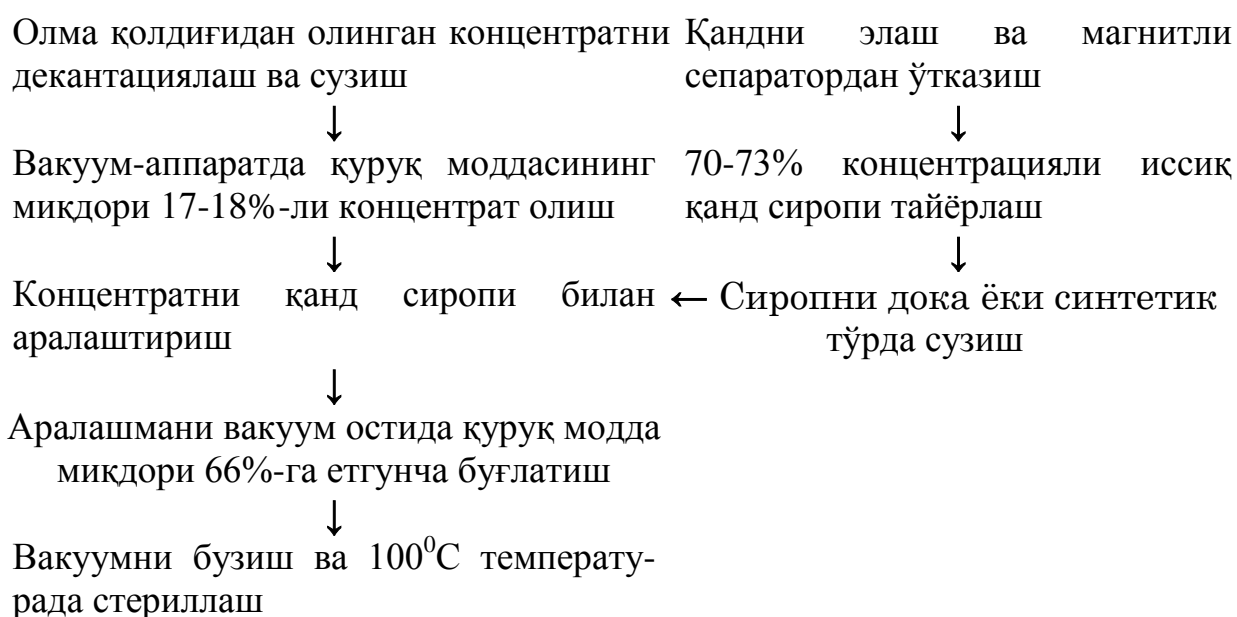 Олма қолдиғидан олинган концентратни
декантациялаш ва сузиш
↓
Вакуум-аппаратда қуруқ моддасининг
миқдори 17-18%-ли концентрат олиш
↓
Концентратни қанд сиропи билан
аралаштириш
↓
Аралашмани вакуум остида қуруқ модда
миқдори 66%-га етгунча буғлатиш
↓
Вакуумни бузиш ва 100⁰С температу-
рада стериллаш
Қандни элаш ва магнитли
сепаратордан ўтказиш
↓
70-73% концентрацияли иссиқ
қанд сиропи тайёрлаш
↓
← Сиропни дока ёки синтетик
тўрда сузиш